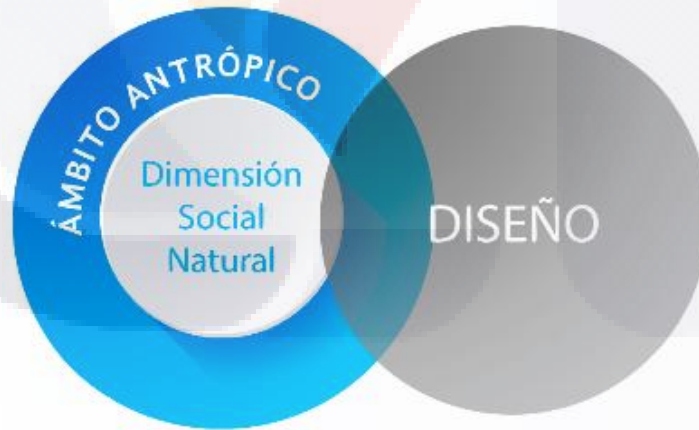 ÁMBITO ANTRÓPICO
Dimensión
Social
Natural
DISEÑO